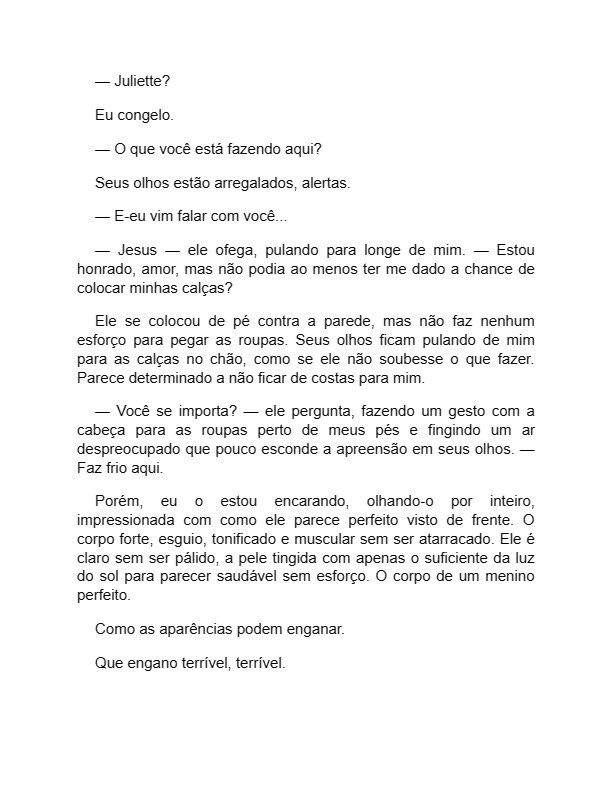 — Juliette?
Eu congelo.
— O que você está fazendo aqui?
Seus olhos estão arregalados, alertas.
— E-eu vim falar com você...
— Jesus — ele ofega, pulando para longe de mim. — Estou
honrado, amor, mas não podia ao menos ter me dado a chance de
colocar minhas calças?
Ele se colocou de pé contra a parede, mas não faz nenhum
esforço para pegar as roupas. Seus olhos ficam pulando de mim
para as calças no chão, como se ele não soubesse o que fazer.
Parece determinado a não ficar de costas para mim.
— Você se importa? — ele pergunta, fazendo um gesto com a
cabeça para as roupas perto de meus pés e fingindo um ar
despreocupado que pouco esconde a apreensão em seus olhos. —
Faz frio aqui.
Porém, eu o estou encarando, olhando-o por inteiro,
impressionada com como ele parece perfeito visto de frente. O
corpo forte, esguio, tonificado e muscular sem ser atarracado. Ele é
claro sem ser pálido, a pele tingida com apenas o suficiente da luz
do sol para parecer saudável sem esforço. O corpo de um menino
perfeito.
Como as aparências podem enganar.
Que engano terrível, terrível.